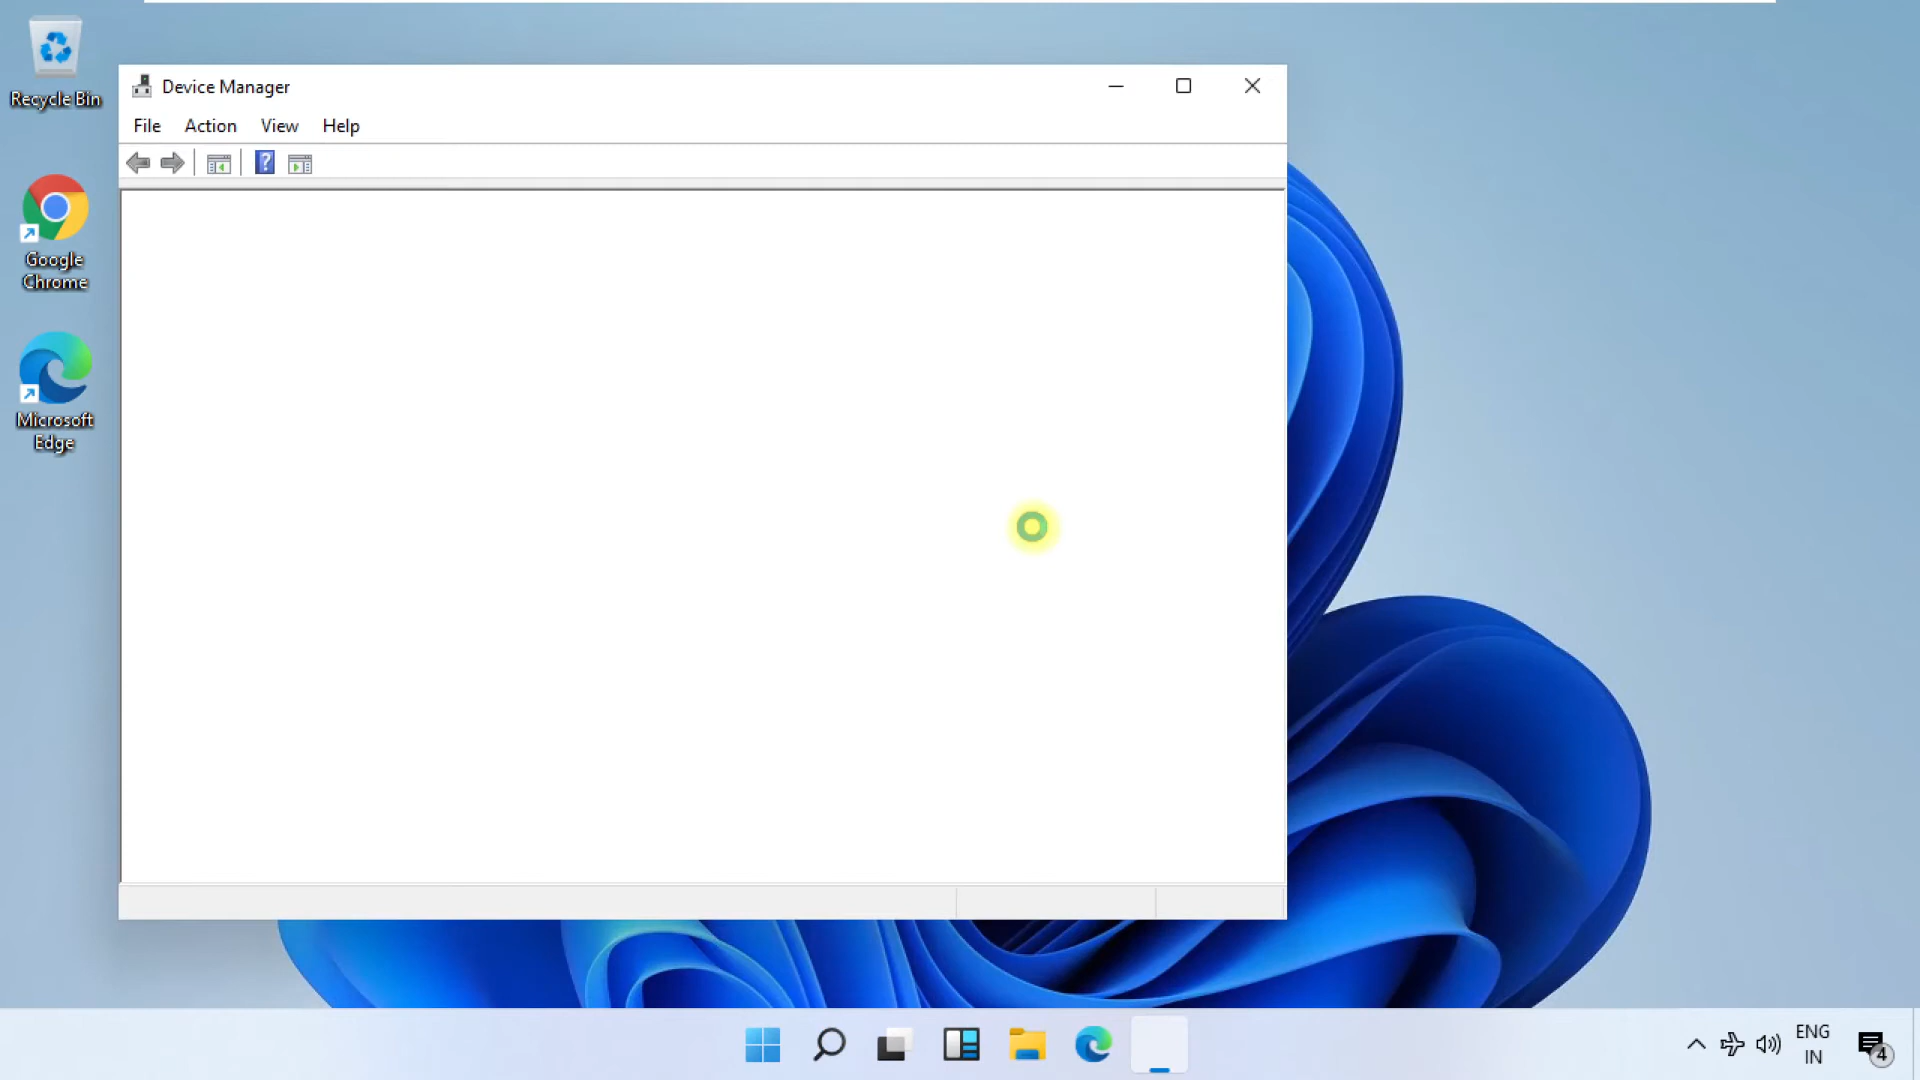 Recycle Bin
Device Manager
File Action View Help
Google
Chrome
Microsoft
Edge
ENG
IN
4